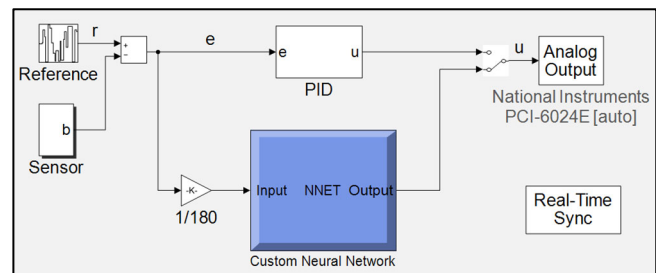 r
+
−
Reference
b
Sensor
e
e
u
PID
u
Analog
Output
National Instruments
PCI-6024E [auto]
-K-
1/180
Input
NNET
Output
Custom Neural Network
Real-Time
Sync